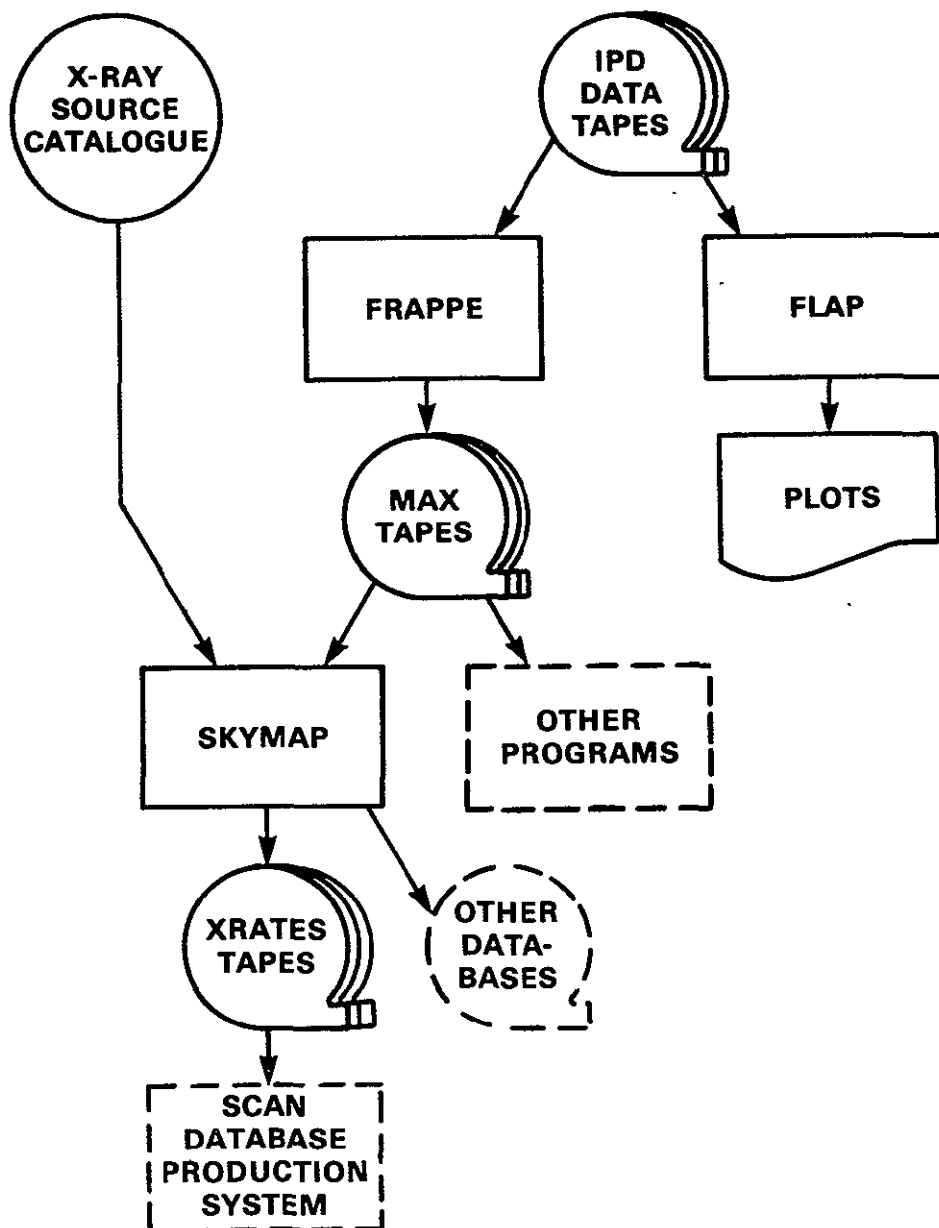 X-RAY
SOURCE
CATALOGUE
IPD
DATA
TAPES
FRAPPE
FLAP
MAX
TAPES
PLOTS
SKYMAP
OTHER
PROGRAMS
XRATES
TAPES
OTHER
DATA-
BASES
SCAN
DATABASE
PRODUCTION
SYSTEM